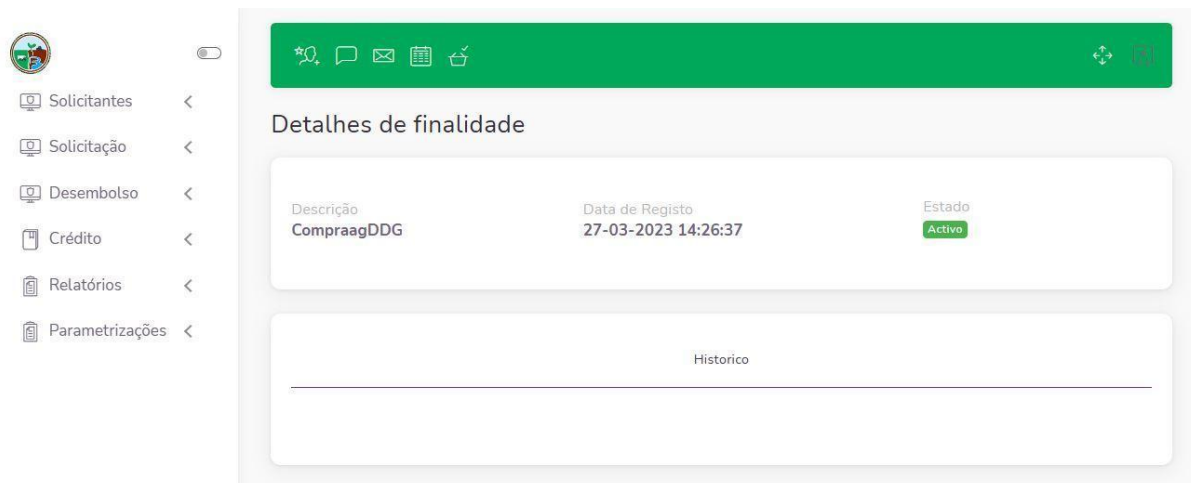 Solicitantes
Solicitação
Desembolso
Crédito
Relatórios
Parametrizações
Detalhes de finalidade
Descrição
CompraagDDG
Data de Registo
27-03-2023 14:26:37
Estado
Activo
Historico